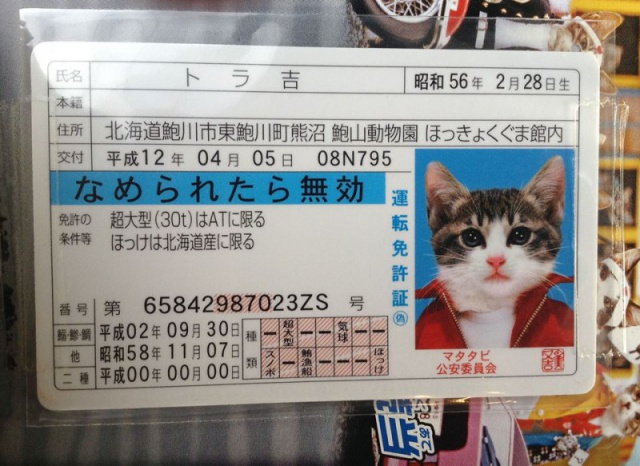 氏名 トラ吉 昭和56年 2月28日生
本籍
住所 北海道鮑川市東鮑川町熊沼 鮑山動物園 ほっきょくぐま館内
交付 平成12年 04月 05日 08N795
なめられたら無効
免許の 超大型(30t)はATに限る
条件等 ほっけは北海道産に限る
運転免許証
偽
番号 第 65842987023ZS 号
平成02年09月30日
他 昭和58年11月07日
二種 平成00年00月00日
種類
超大型 気球
スノボ 鮪漁船 ほっけ
マタタビ
公安委員会